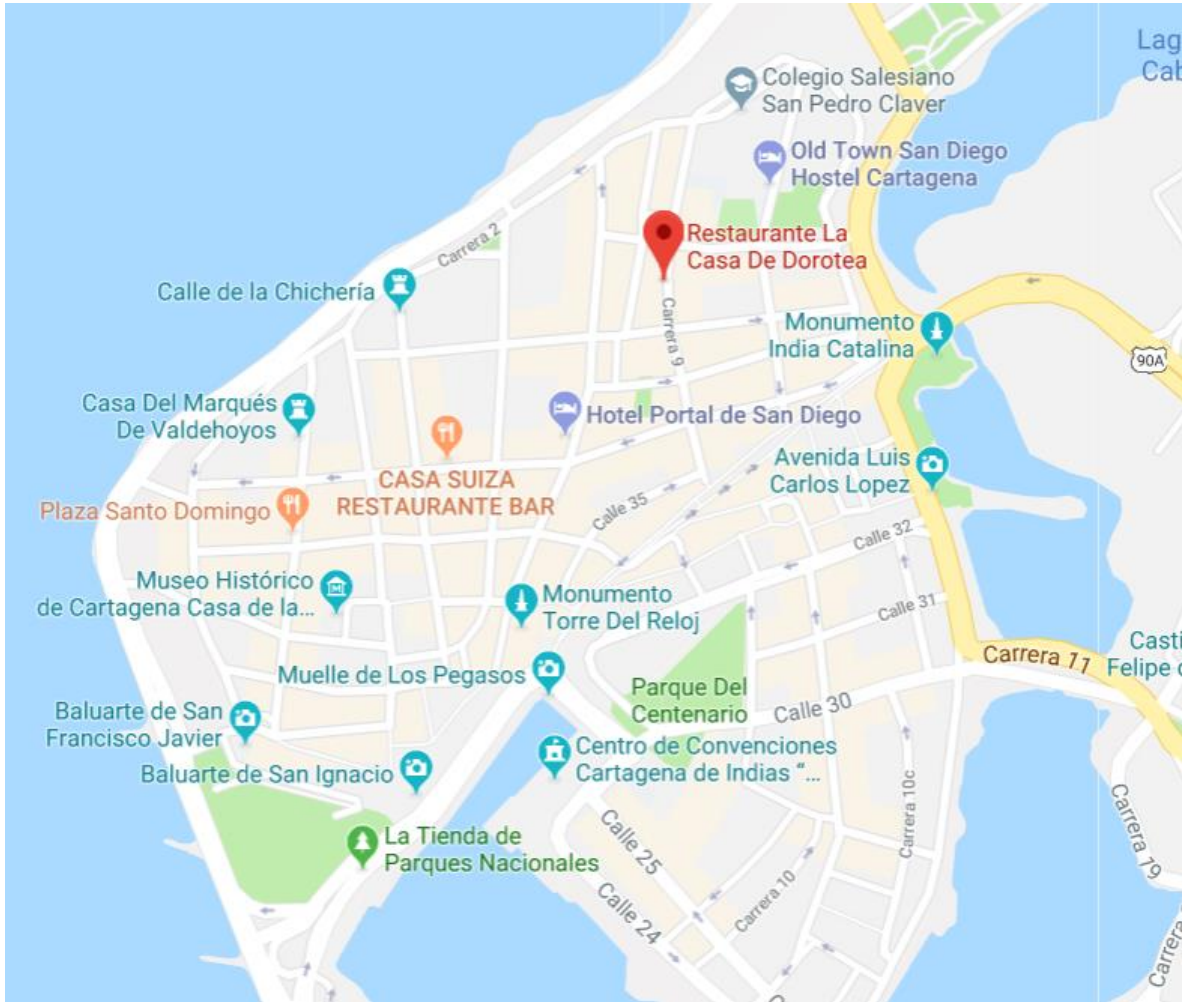 Lag
Cab
Colegio Salesiano
San Pedro Claver
Old Town San Diego
Hostel Cartagena
Restaurante La
Casa De Dorotea
Carrera 2
Calle de la Chichería
Carrera 9
Monumento
India Catalina
90A
Casa Del Marqués
De Valdehoyos
Hotel Portal de San Diego
CASA SUIZA
RESTAURANTE BAR
Avenida Luis
Carlos Lopez
Plaza Santo Domingo
Calle 35
Calle 32
Museo Histórico
de Cartagena Casa de la...
Monumento
Torre Del Reloj
Calle 31
Muelle de Los Pegasos
Carrera 11
Casti
Felipe d
Parque Del
Centenario
Calle 30
Baluarte de San
Francisco Javier
Baluarte de San Ignacio
Centro de Convenciones
Cartagena de Indias “...
Carrera 10c
Carrera 19
La Tienda de
Parques Nacionales
Calle 25
Carrera 10
Calle 24
Carrera
C